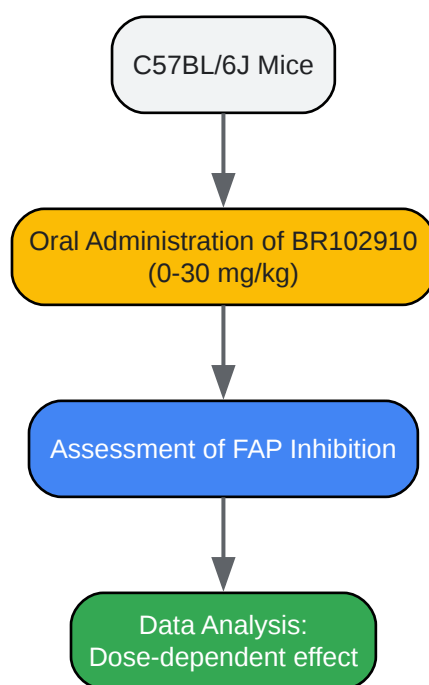 C57BL/6J Mice
Oral Administration of BR102910
(0-30 mg/kg)
Assessment of FAP Inhibition
Data Analysis:
Dose-dependent effect